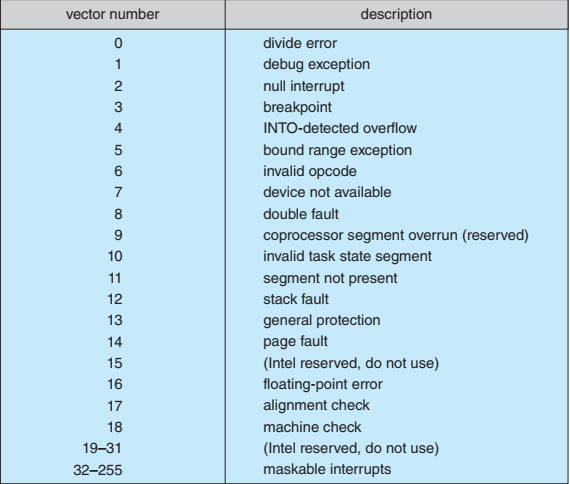 vector number description
0 divide error
1 debug exception
2 null interrupt
3 breakpoint
4 INTO-detected overflow
5 bound range exception
6 invalid opcode
7 device not available
8 double fault
9 coprocessor segment overrun (reserved)
10 invalid task state segment
11 segment not present
12 stack fault
13 general protection
14 page fault
15 (Intel reserved, do not use)
16 floating-point error
17 alignment check
18 machine check
19–31 (Intel reserved, do not use)
32–255 maskable interrupts